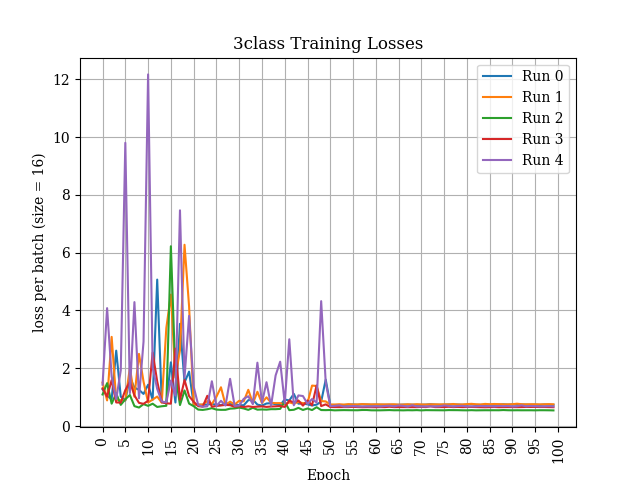 3class Training Losses
loss per batch (size = 16)
12
10
8
6
4
2
0
Run 0
Run 1
Run 2
Run 3
Run 4
0 5 10 15 20 25 30 35 40 45 50 55 60 65 70 75 80 85 90 95 100
Epoch